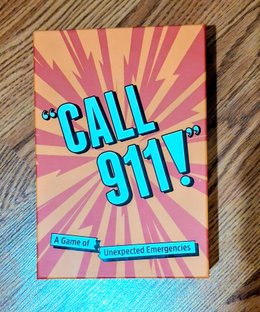 “CALL
911!”
A Game of
Unexpected Emergencies